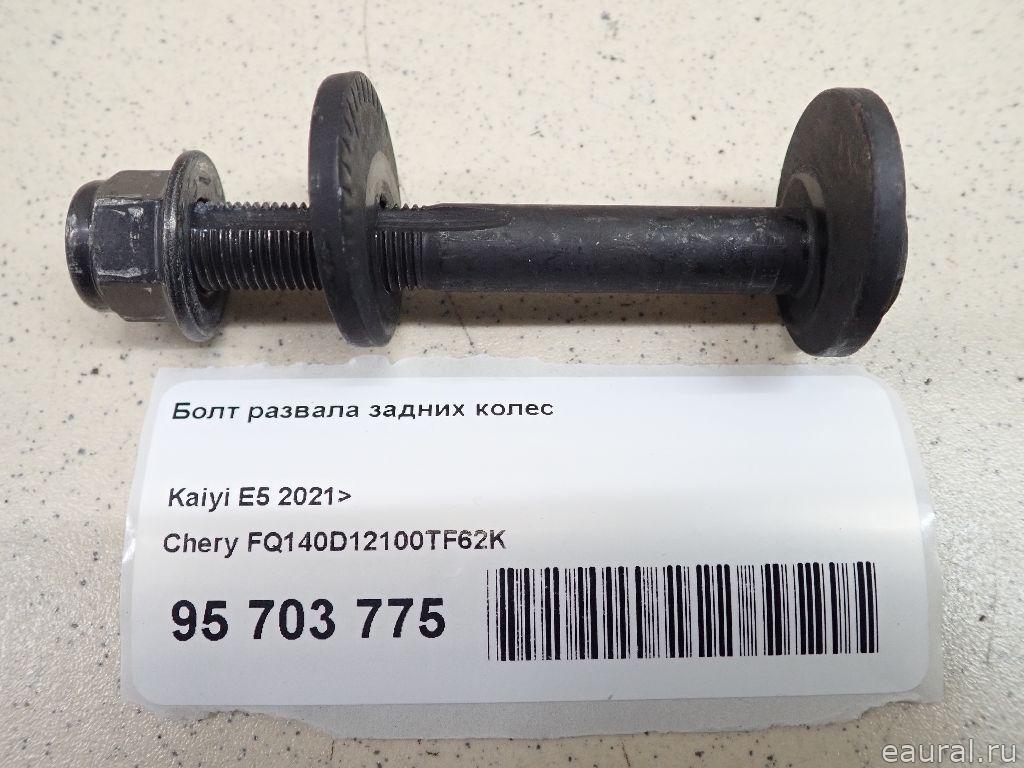 Болт развала задних колес
Kaiyi E5 2021>
Chery FQ140D12100TF62K
95 703 775
eaural.ru